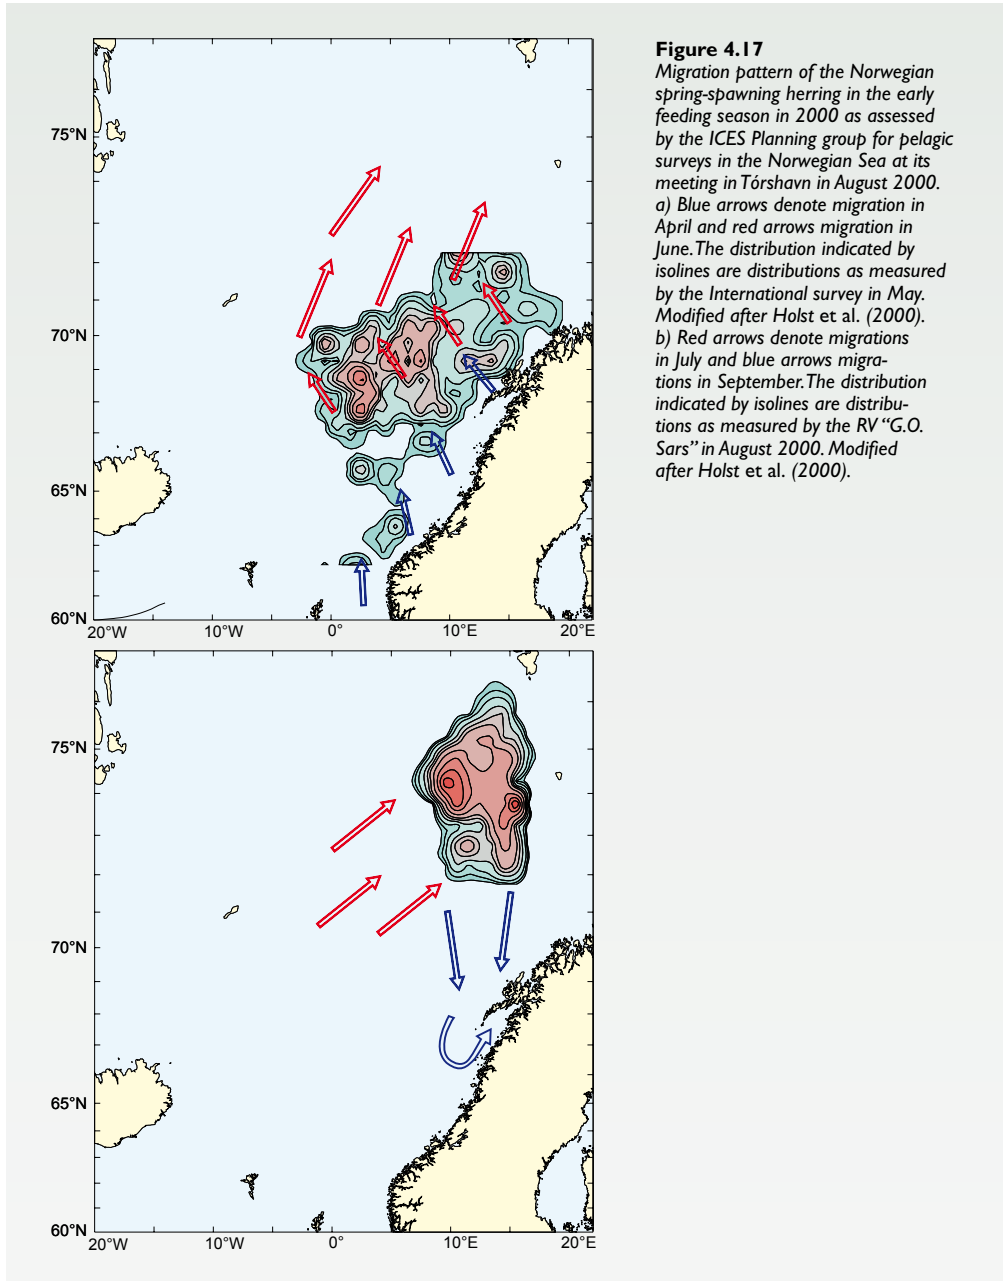 75°N
70°N
65°N
60°N
20°W 10°W 0° 10°E 20°E
75°N
70°N
65°N
60°N
20°W 10°W 0° 10°E 20°E
Figure 4.17
Migration pattern of the Norwegian
spring-spawning herring in the early
feeding season in 2000 as assessed
by the ICES Planning group for pelagic
surveys in the Norwegian Sea at its
meeting in Tórshavn in August 2000.
a) Blue arrows denote migration in
April and red arrows migration in
June. The distribution indicated by
isolines are distributions as measured
by the International survey in May.
Modified after Holst et al. (2000).
b) Red arrows denote migrations
in July and blue arrows migra-
tions in September. The distribution
indicated by isolines are distribu-
tions as measured by the RV “G.O.
Sars” in August 2000. Modified
after Holst et al. (2000).